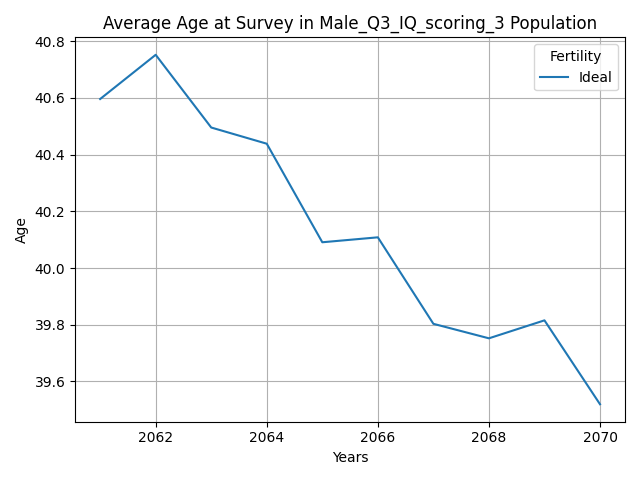 Average Age at Survey in Male_Q3_IQ_scoring_3 Population
Fertility
Ideal
40.8
40.6
40.4
40.2
40.0
39.8
39.6
Age
2062 2064 2066 2068 2070
Years